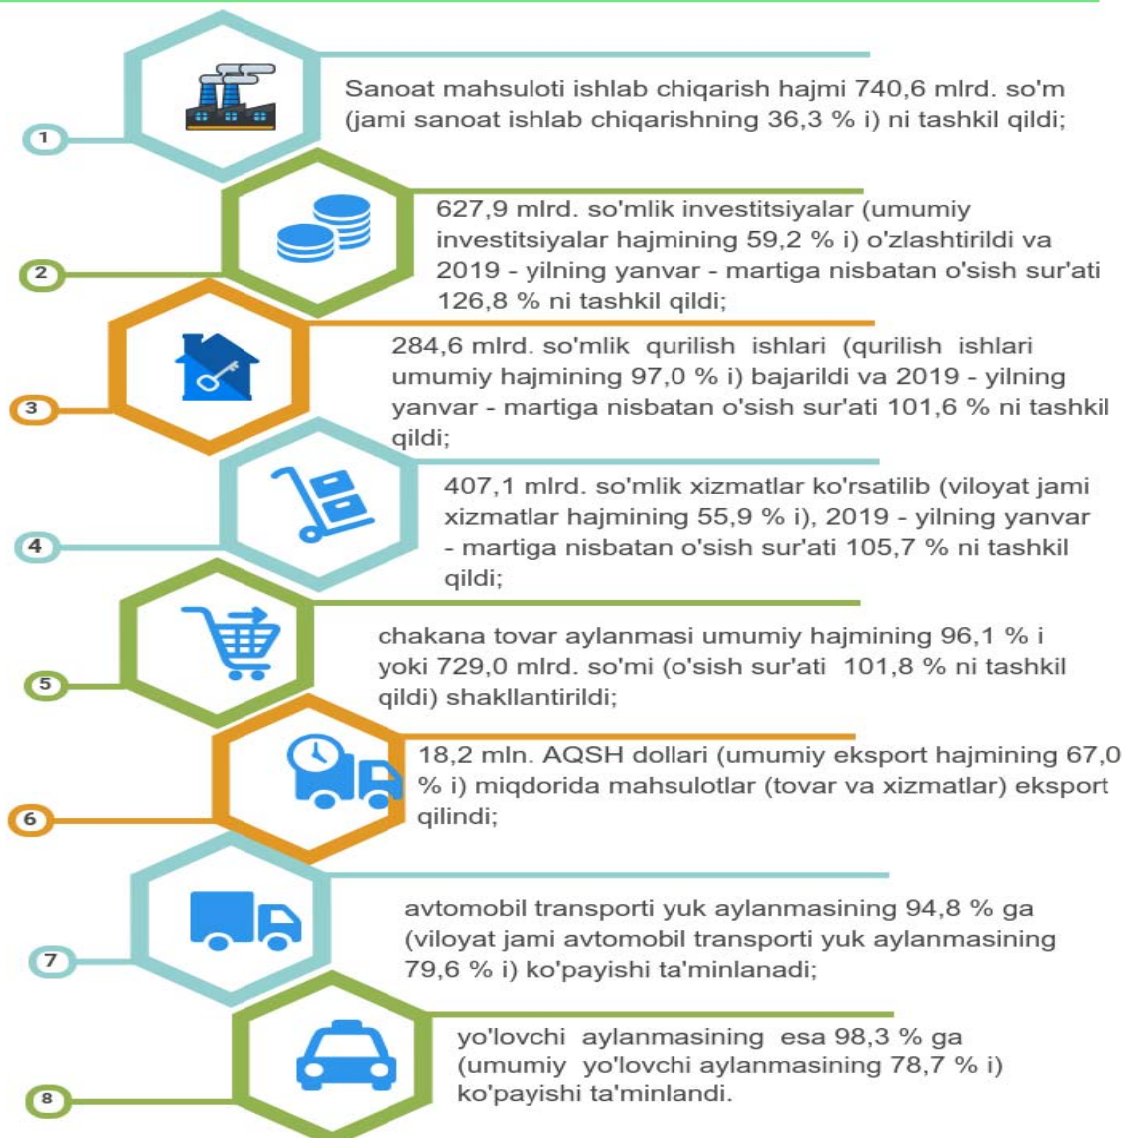 1
Sanoat mahsuloti ishlab chiqarish hajmi 740,6 mlrd. so'm
(jami sanoat ishlab chiqarishning 36,3 % i) ni tashkil qildi;
2
627,9 mlrd. so'mlik investitsiyalar (umumiy
investitsiyalar hajmining 59,2 % i) o'zlashtirildi va
2019 - yilning yanvar - martiga nisbatan o'sish sur'ati
126,8 % ni tashkil qildi;
3
284,6 mlrd. so'mlik qurilish ishlari (qurilish ishlari
umumiy hajmining 97,0 % i) bajarildi va 2019 - yilning
yanvar - martiga nisbatan o'sish sur'ati 101,6 % ni tashkil
qildi;
4
407,1 mlrd. so'mlik xizmatlar ko'rsatilib (viloyat jami
xizmatlar hajmining 55,9 % i), 2019 - yilning yanvar
- martiga nisbatan o'sish sur'ati 105,7 % ni tashkil
qildi;
5
chakana tovar aylanmasi umumiy hajmining 96,1 % i
yoki 729,0 mlrd. so'mi (o'sish sur'ati 101,8 % ni tashkil
qildi) shakllantirildi;
6
18,2 mln. AQSH dollari (umumiy eksport hajmining 67,0
% i) miqdorida mahsulotlar (tovar va xizmatlar) eksport
qilindi;
7
avtomobil transporti yuk aylanmasining 94,8 % ga
(viloyat jami avtomobil transporti yuk aylanmasining
79,6 % i) ko'payishi ta'minlanadi;
8
yo'lovchi aylanmasining esa 98,3 % ga
(umumiy yo'lovchi aylanmasining 78,7 % i)
ko'payishi ta'minlandi.